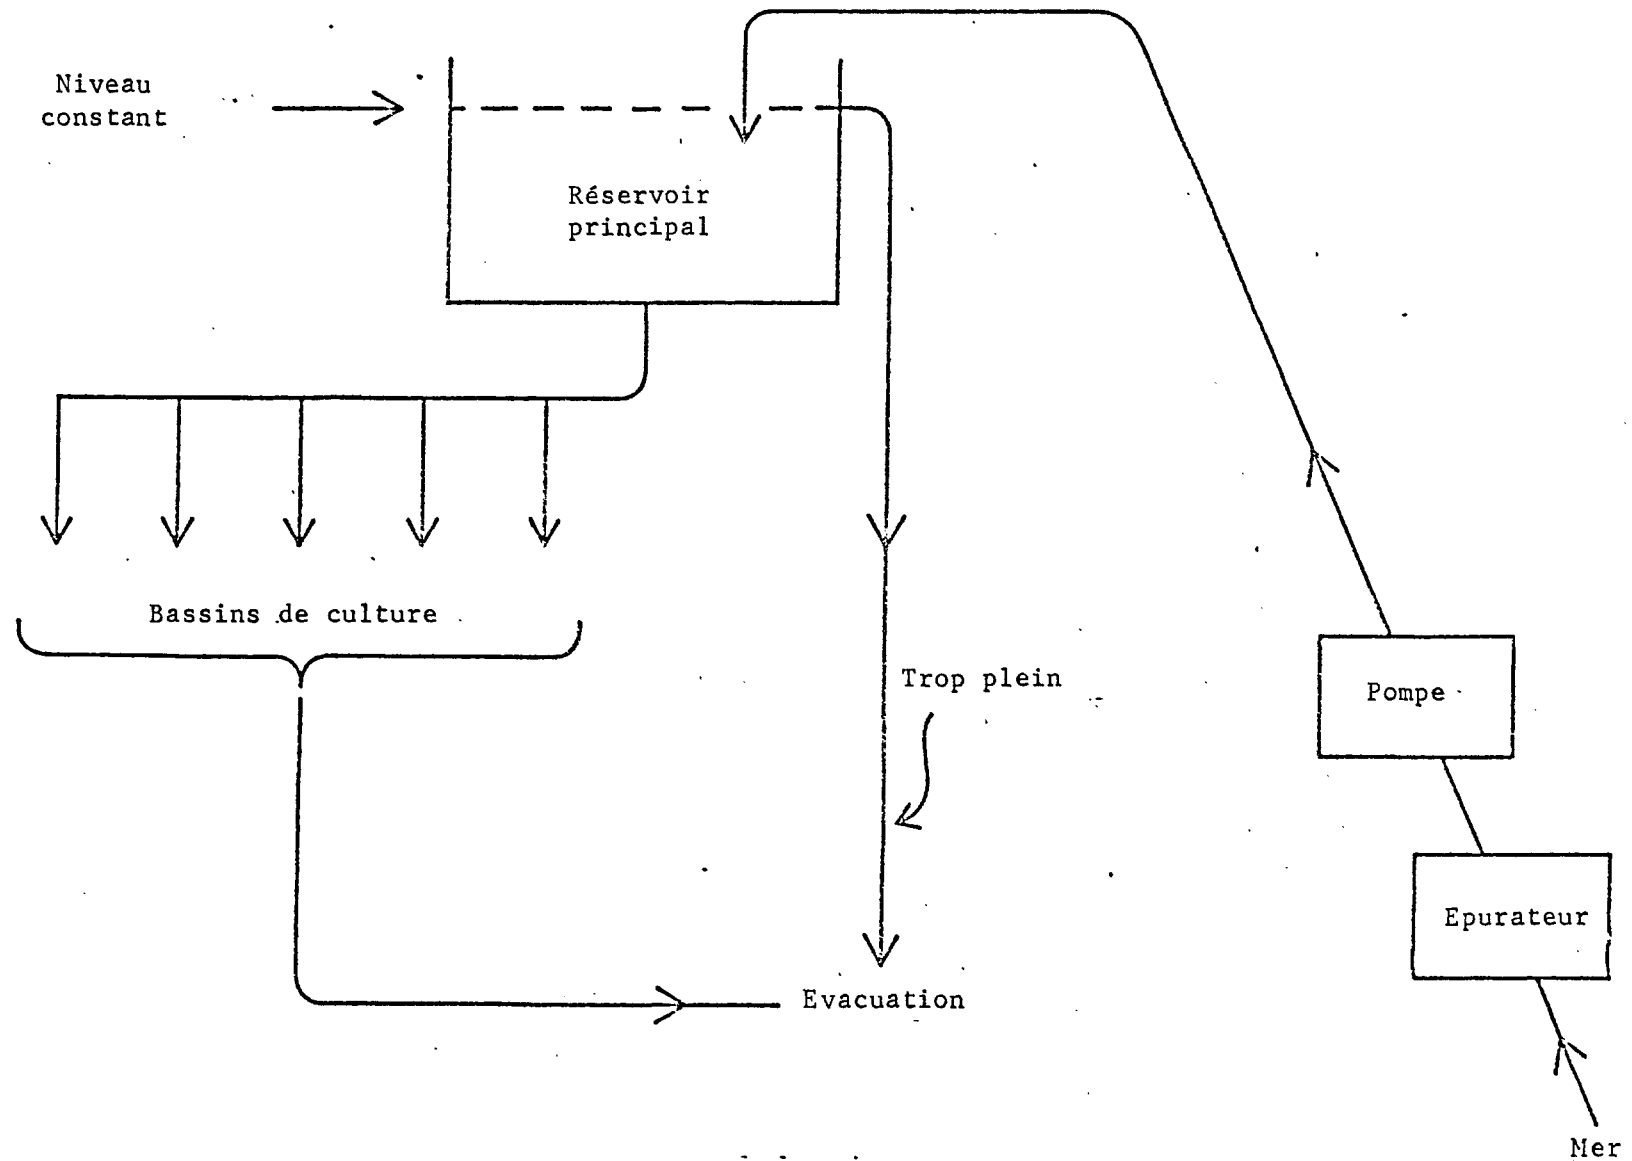 Niveau
constant
Réservoir
principal
Bassins de culture
Trop plein
Pompe
Epurateur
Evacuation
Mer